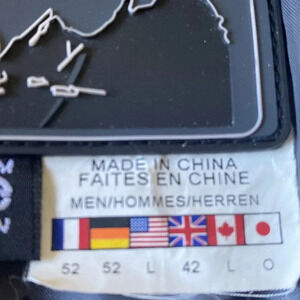 MADE IN CHINA
FAITES EN CHINE
MEN/HOMMES/HERREN
52 52 L 42 L O